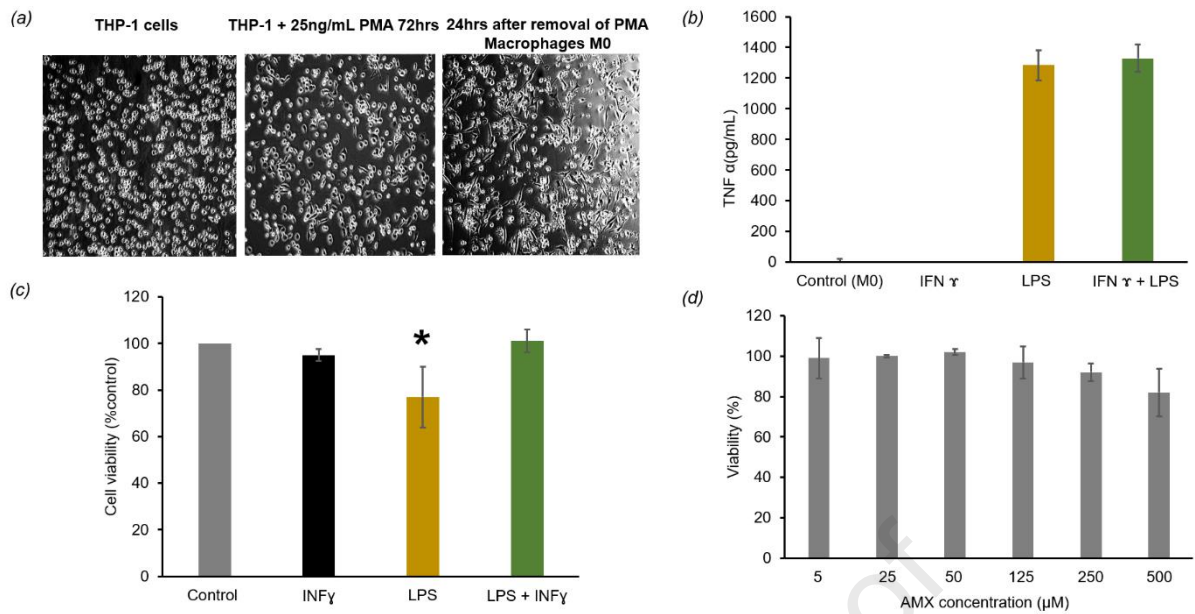 (a)
THP-1 cells
THP-1 + 25ng/mL PMA 72hrs
24hrs after removal of PMA
Macrophages M0
(b)
TNF α(pg/mL)
1600
1400
1200
1000
800
600
400
200
0
Control (M0)
IFN ɤ
LPS
IFN ɤ + LPS
(c)
Cell viability (%control)
120
100
80
60
40
20
0
*
Control
INFɣ
LPS
LPS + INFɣ
(d)
Viability (%)
120
100
80
60
40
20
0
5
25
50
125
250
500
AMX concentration (µM)
of